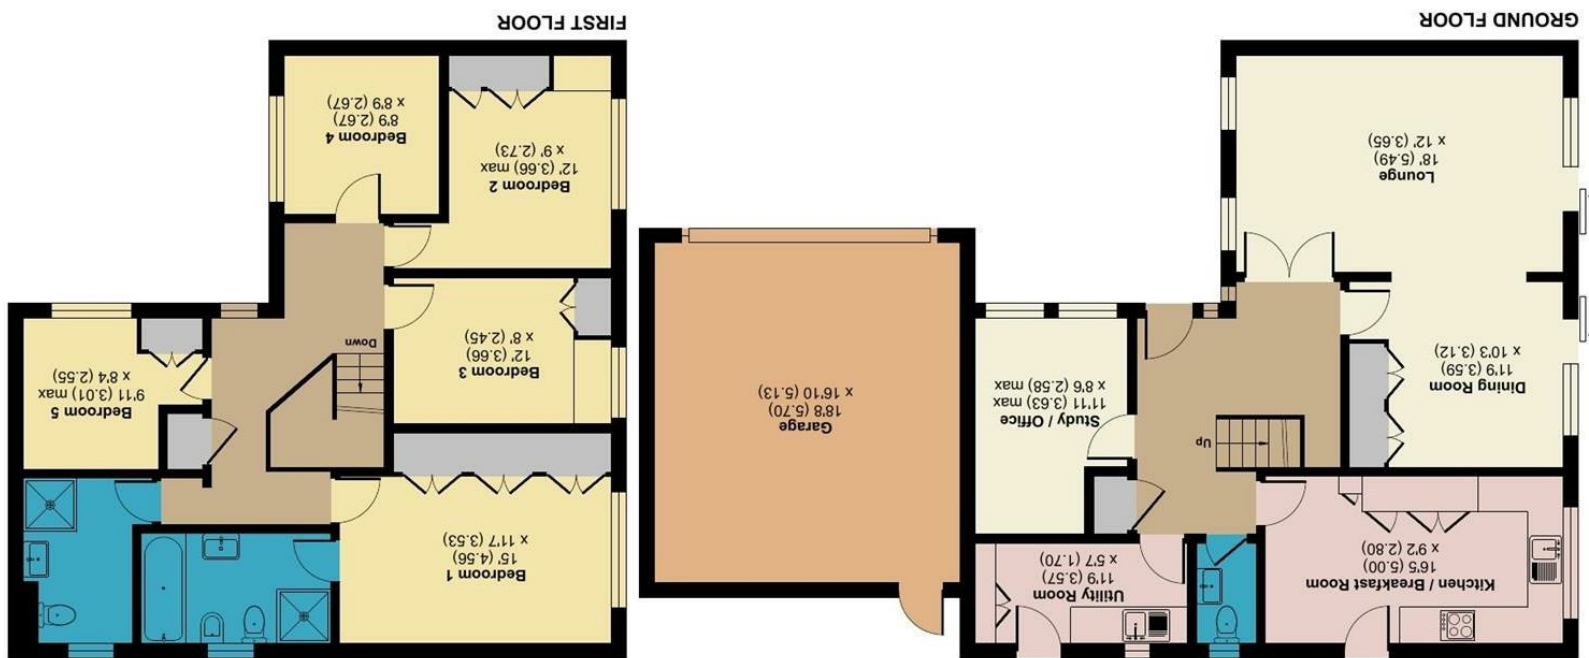 Kitchen / Breakfast Room
16'5 (5.00)
x 9'2 (2.80)
Utility Room
11'9 (3.57)
x 5'7 (1.70)
Up
Dining Room
11'9 (3.59)
x 10'3 (3.12)
Study / Office
11'11 (3.63) max
x 8'6 (2.58) max
Lounge
18' (5.49)
x 12' (3.65)
GROUND FLOOR
Garage
18'8 (5.70)
x 16'10 (5.13)
Bedroom 1
15' (4.56)
x 11'7 (3.53)
Bedroom 3
12' (3.66)
x 8' (2.45)
Down
Bedroom 5
9'11 (3.01) max
x 8'4 (2.55)
Bedroom 2
12' (3.66) max
x 9' (2.73)
Bedroom 4
8'9 (2.67)
x 8'9 (2.67)
FIRST FLOOR